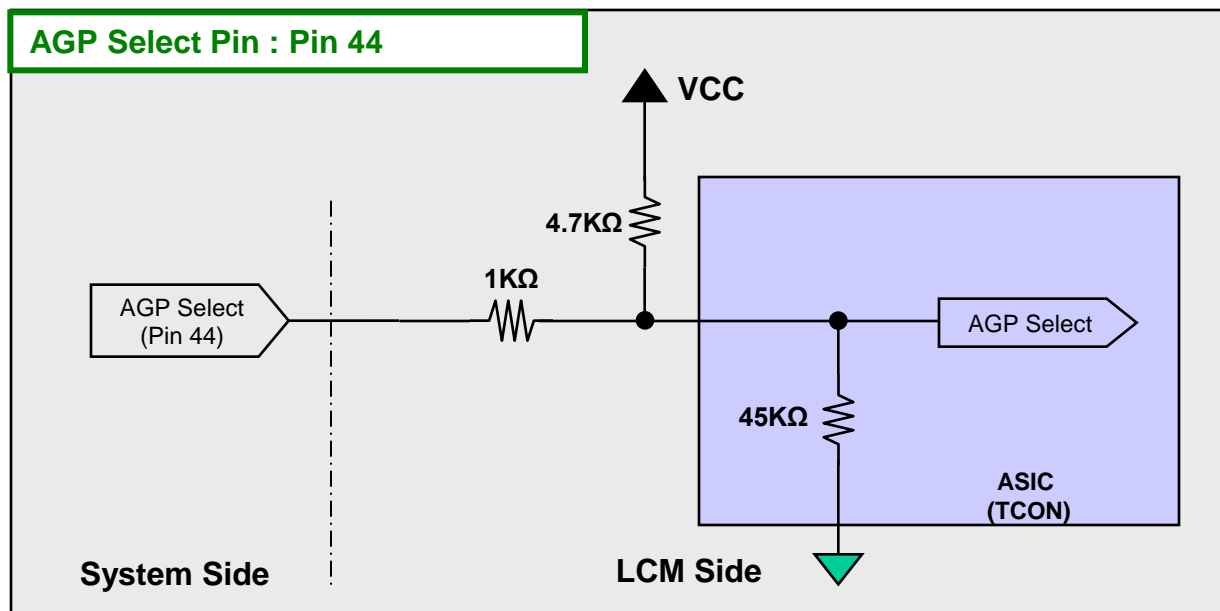 AGP Select Pin : Pin 44
VCC
4.7KΩ
1KΩ
AGP Select
(Pin 44)
AGP Select
45KΩ
ASIC
(TCON)
System Side
LCM Side